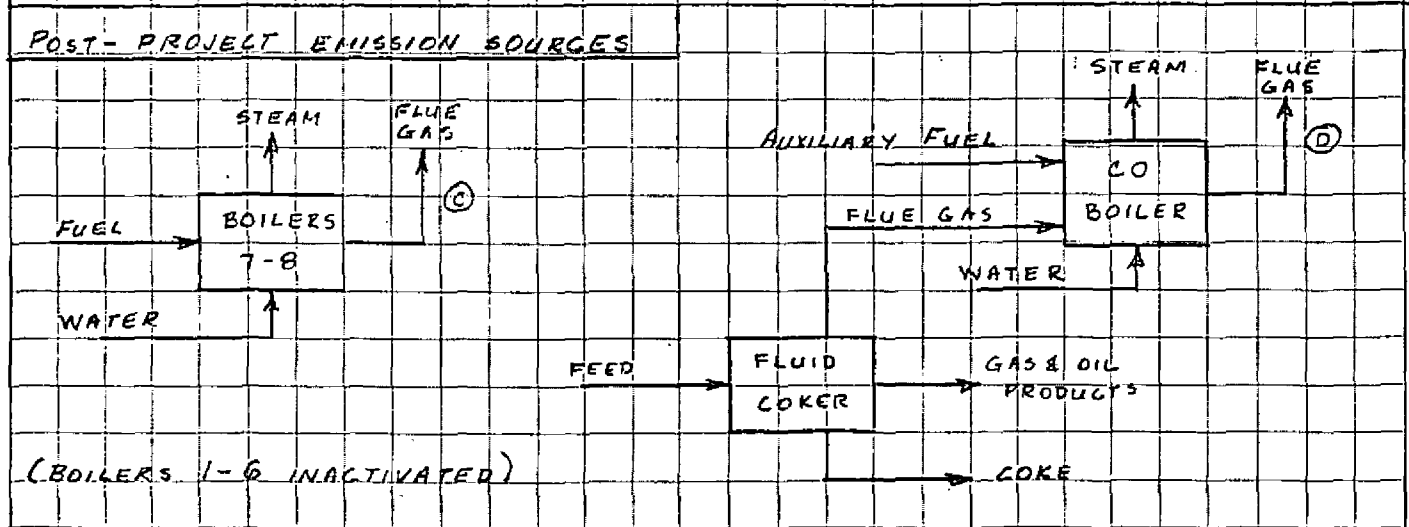 POST-PROJECT EMISSION SOURCES
STEAM
FLUE
GAS
C
FUEL
BOILERS
7-8
WATER
STEAM
FLUE
GAS
D
AUXILIARY FUEL
CO
BOILER
FLUE GAS
WATER
FEED
FLUID
COKER
GAS & OIL
PRODUCTS
COKE
(BOILERS 1-6 INACTIVATED)